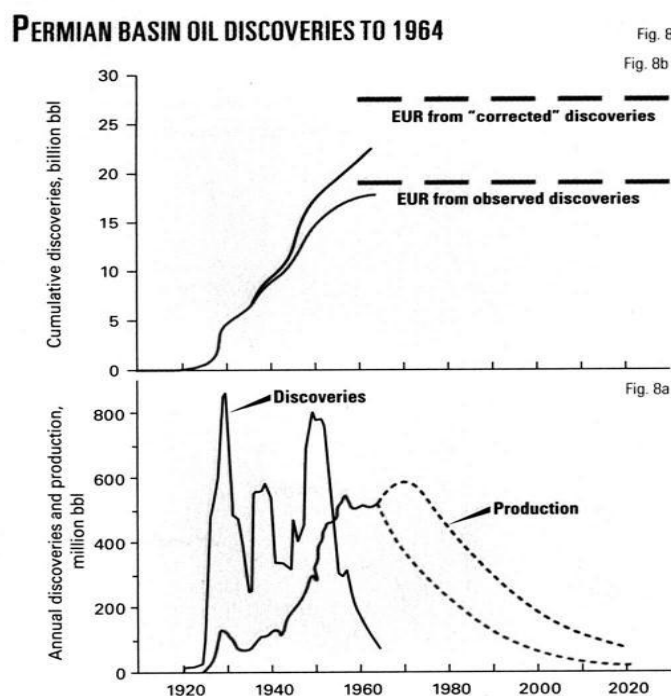 PERMIAN BASIN OIL DISCOVERIES TO 1964
Fig. 8
Fig. 8b
Cumulative discoveries, billion bbl
30
25
20
15
10
5
0
EUR from "corrected" discoveries
EUR from observed discoveries
Fig. 8a
Annual discoveries and production,
million bbl
800
600
400
200
0
Discoveries
Production
1920
1940
1960
1980
2000
2020